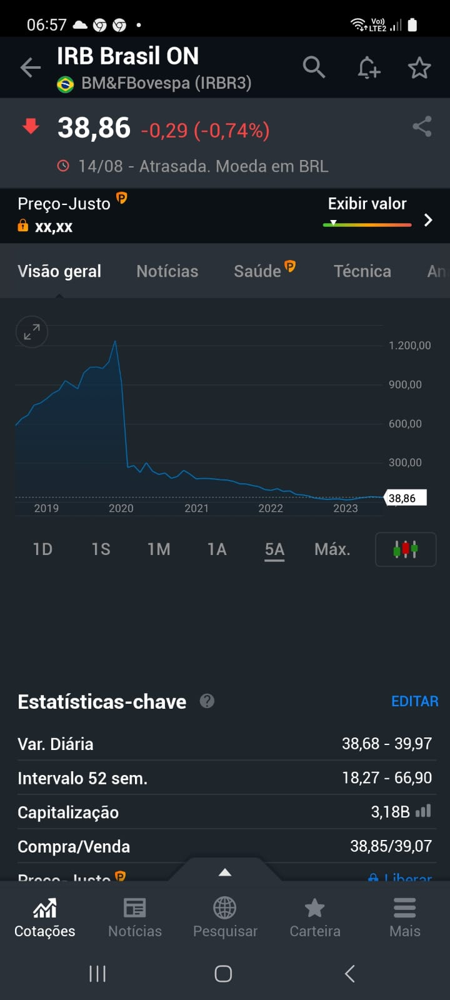 06:57
Vo))
LTE2
IRB Brasil ON
BM&FBovespa (IRBR3)
38,86 -0,29 (-0,74%)
14/08 - Atrasada. Moeda em BRL
Preço-Justo P
Exibir valor
xx,xx
Visão geral Notícias Saúde P Técnica An
1.200,00
900,00
600,00
300,00
38,86
2019 2020 2021 2022 2023
1D 1S 1M 1A 5A Máx.
Estatísticas-chave ? EDITAR
Var. Diária 38,68 - 39,97
Intervalo 52 sem. 18,27 - 66,90
Capitalização 3,18B
Compra/Venda 38,85/39,07
Preço-Justo P Liberar
Cotações Notícias Pesquisar Carteira Mais